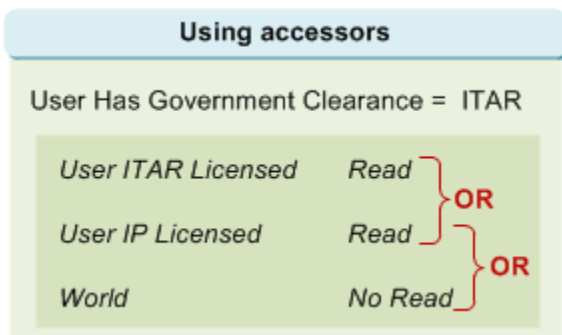 Using accessors
User Has Government Clearance = ITAR
User ITAR Licensed Read
OR
User IP Licensed Read
OR
World No Read